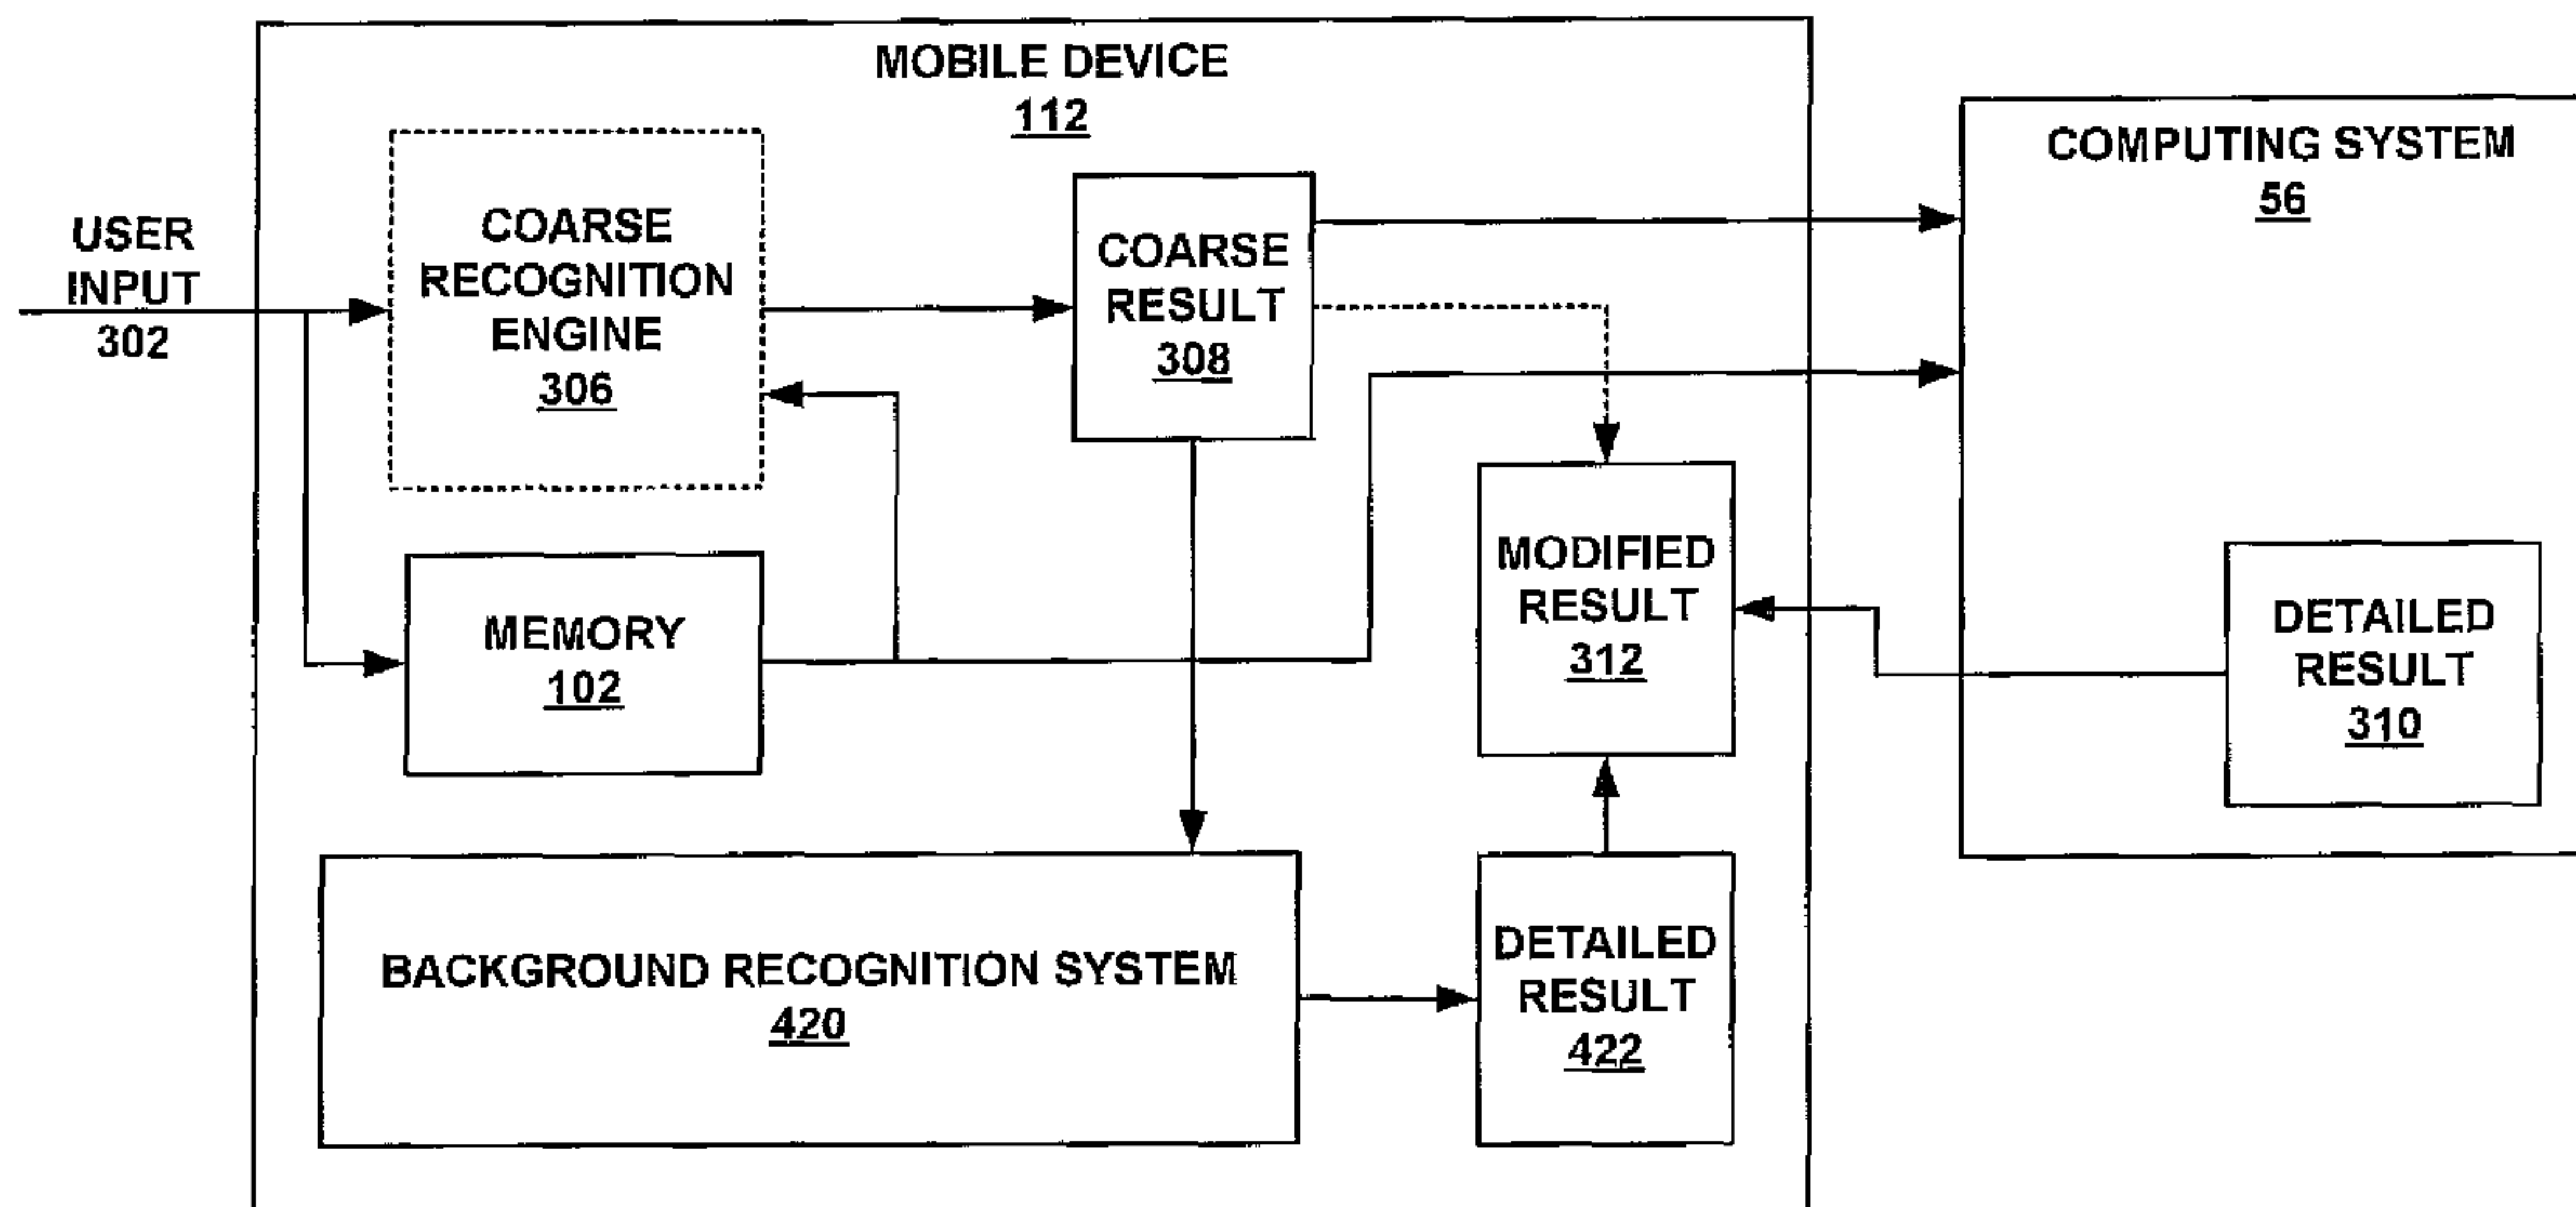 MOBILE DEVICE
112
USER
INPUT
302
COARSE
RECOGNITION
ENGINE
306
COARSE
RESULT
308
COMPUTING SYSTEM
56
MEMORY
102
MODIFIED
RESULT
312
DETAILED
RESULT
310
BACKGROUND RECOGNITION SYSTEM
420
DETAILED
RESULT
422